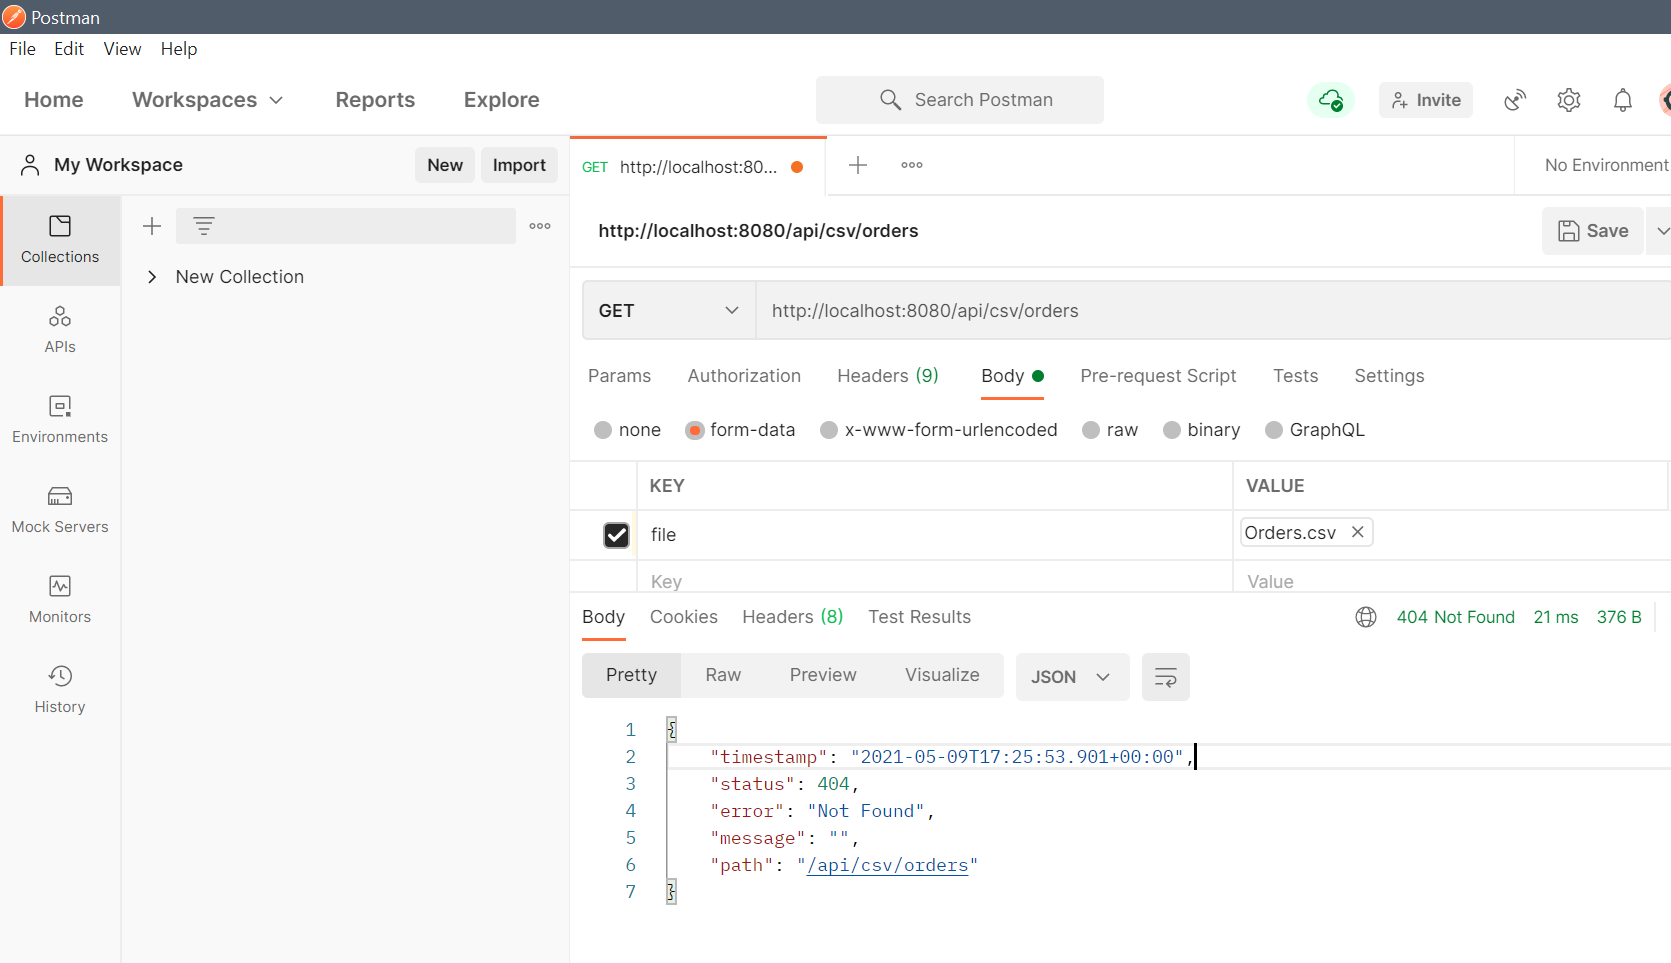 Postman
File Edit View Help
Home Workspaces Reports Explore Search Postman Invite
My Workspace New Import GET http://localhost:80... No Environment
http://localhost:8080/api/csv/orders Save
Collections
New Collection
GET http://localhost:8080/api/csv/orders
APIs
Params Authorization Headers (9) Body Pre-request Script Tests Settings
Environments
none form-data x-www-form-urlencoded raw binary GraphQL
KEY VALUE
Mock Servers
file Orders.csv
Key Value
Monitors
Body Cookies Headers (8) Test Results 404 Not Found 21 ms 376 B
Pretty Raw Preview Visualize JSON
History
1 {
2 "timestamp": "2021-05-09T17:25:53.901+00:00",
3 "status": 404,
4 "error": "Not Found",
5 "message": "",
6 "path": "/api/csv/orders"
7 }